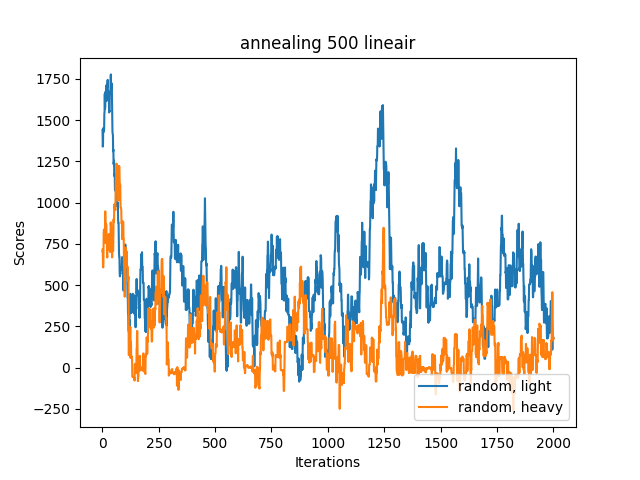 annealing 500 lineair
Scores
1750
1500
1250
1000
750
500
250
0
−250
0 250 500 750 1000 1250 1500 1750 2000
Iterations
random, light
random, heavy